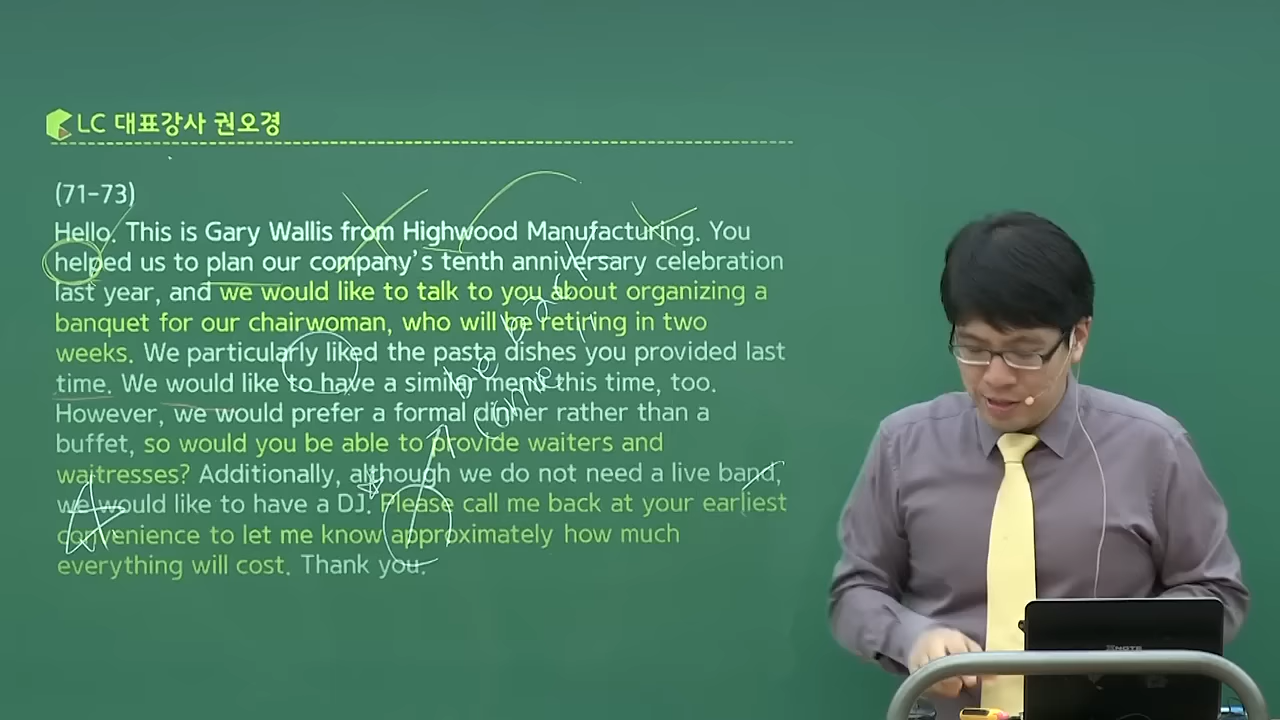 LC 대표강사 권오경
(71-73)
Hello. This is Gary Wallis from Highwood Manufacturing. You
helped us to plan our company's tenth anniversary celebration
last year, and we would like to talk to you about organizing a
banquet for our chairwoman, who will be retiring in two
weeks. We particularly liked the pasta dishes you provided last
time. We would like to have a similar menu this time, too.
However, we would prefer a formal dinner rather than a
buffet, so would you be able to provide waiters and
waitresses? Additionally, although we do not need a live band,
we would like to have a DJ. Please call me back at your earliest
convenience to let me know approximately how much
everything will cost. Thank you.
be back
come
A
XNOTE